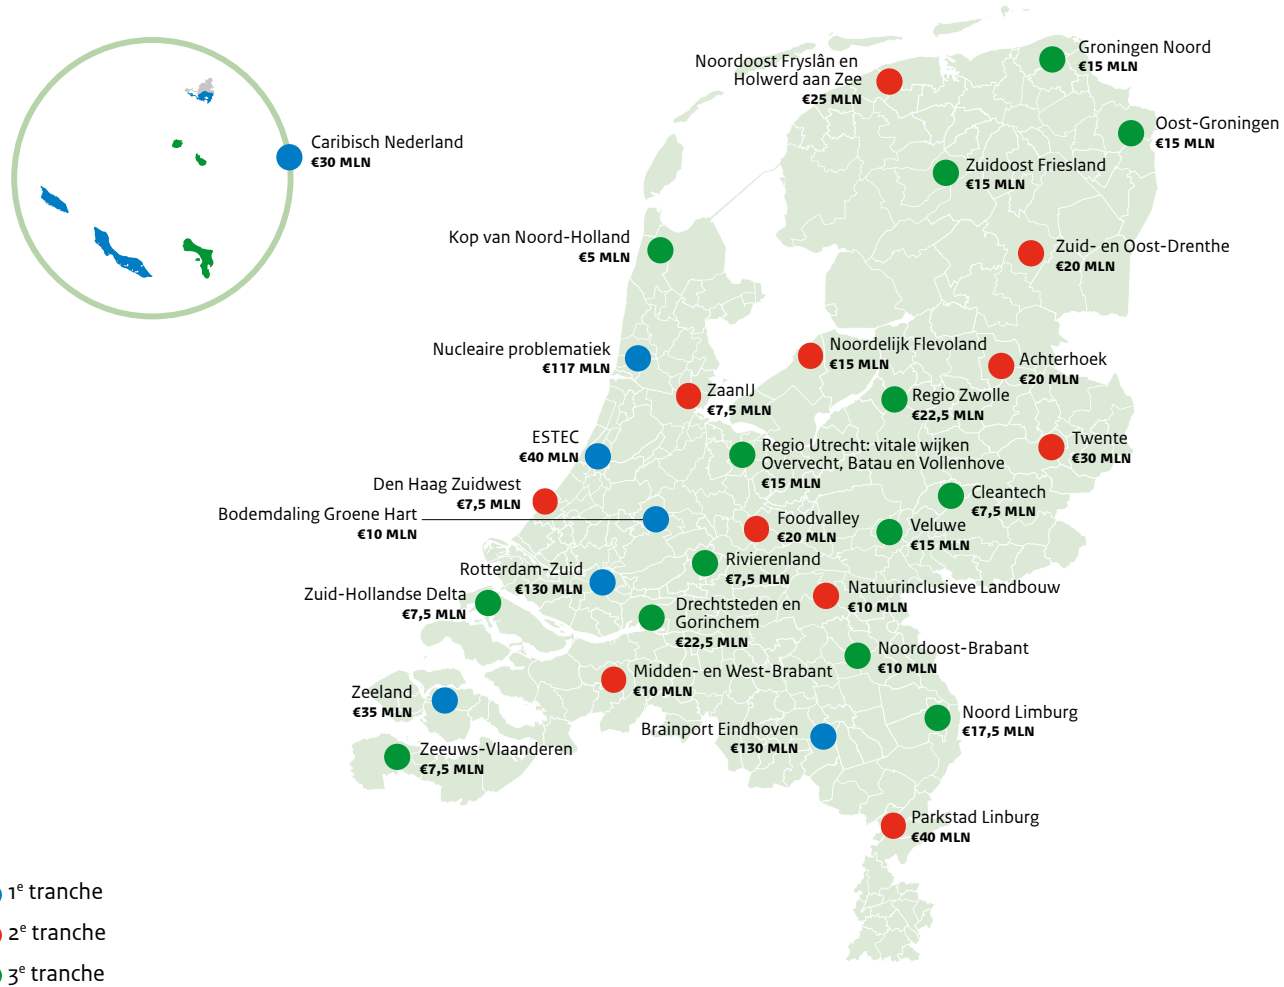 Groningen Noord
€15 MLN
Noordoost Fryslân en
Holwerd aan Zee
€25 MLN
Oost-Groningen
€15 MLN
Caribisch Nederland
€30 MLN
Zuidoost Friesland
€15 MLN
Kop van Noord-Holland
€5 MLN
Zuid- en Oost-Drenthe
€20 MLN
Nucleaire problematiek
€117 MLN
Noordelijk Flevoland
€15 MLN
Achterhoek
€20 MLN
ZaanIJ
€7,5 MLN
Regio Zwolle
€22,5 MLN
ESTEC
€40 MLN
Regio Utrecht: vitale wijken
Overvecht, Batau en Vollenhove
€15 MLN
Twente
€30 MLN
Den Haag Zuidwest
€7,5 MLN
Cleantech
€7,5 MLN
Bodemdaling Groene Hart
€10 MLN
Foodvalley
€20 MLN
Veluwe
€15 MLN
Rotterdam-Zuid
€130 MLN
Rivierenland
€7,5 MLN
Zuid-Hollandse Delta
€7,5 MLN
Natuurinclusieve Landbouw
€10 MLN
Drechtsteden en
Gorinchem
€22,5 MLN
Noordoost-Brabant
€10 MLN
Midden- en West-Brabant
€10 MLN
Zeeland
€35 MLN
Noord Limburg
€17,5 MLN
Brainport Eindhoven
€130 MLN
Zeeuws-Vlaanderen
€7,5 MLN
Parkstad Linburg
€40 MLN
1e tranche
2e tranche
3e tranche